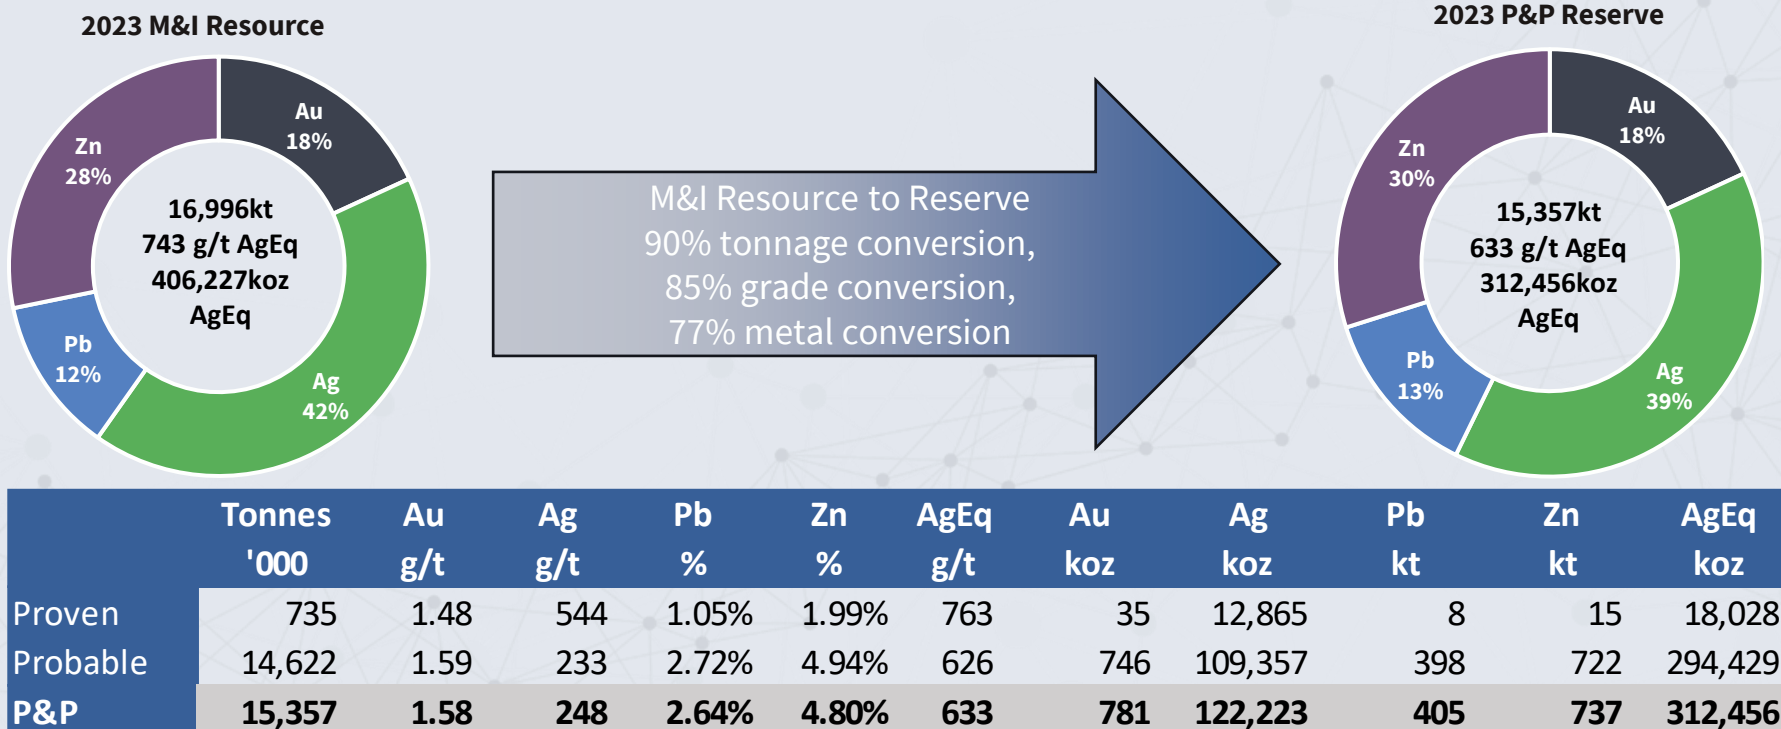 2023 M&I Resource
Au
18%
Zn
28%
16,996kt
743 g/t AgEq
406,227koz
AgEq
Pb
12%
Ag
42%
M&I Resource to Reserve
90% tonnage conversion,
85% grade conversion,
77% metal conversion
2023 P&P Reserve
Au
18%
Zn
30%
15,357kt
633 g/t AgEq
312,456koz
AgEq
Pb
13%
Ag
39%
Tonnes Au Ag Pb Zn AgEq Au Ag Pb Zn AgEq
'000 g/t g/t % % g/t koz koz kt kt koz
Proven 735 1.48 544 1.05% 1.99% 763 35 12,865 8 15 18,028
Probable 14,622 1.59 233 2.72% 4.94% 626 746 109,357 398 722 294,429
P&P 15,357 1.58 248 2.64% 4.80% 633 781 122,223 405 737 312,456